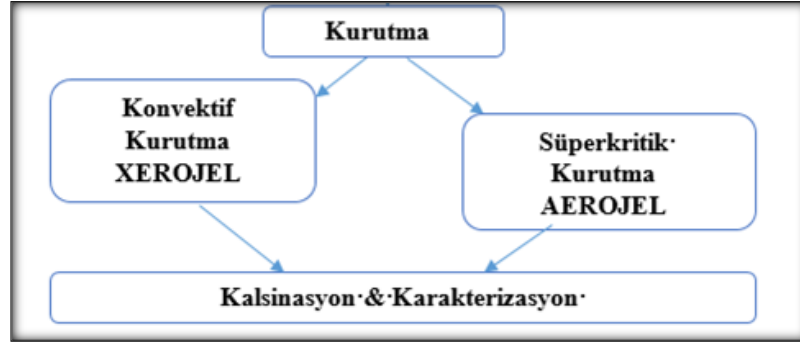 Kurutma
Konvektif
Kurutma
XEROJEL
Süperkritik·
Kurutma
AEROJEL
Kalsinasyon·&·Karakterizasyon·